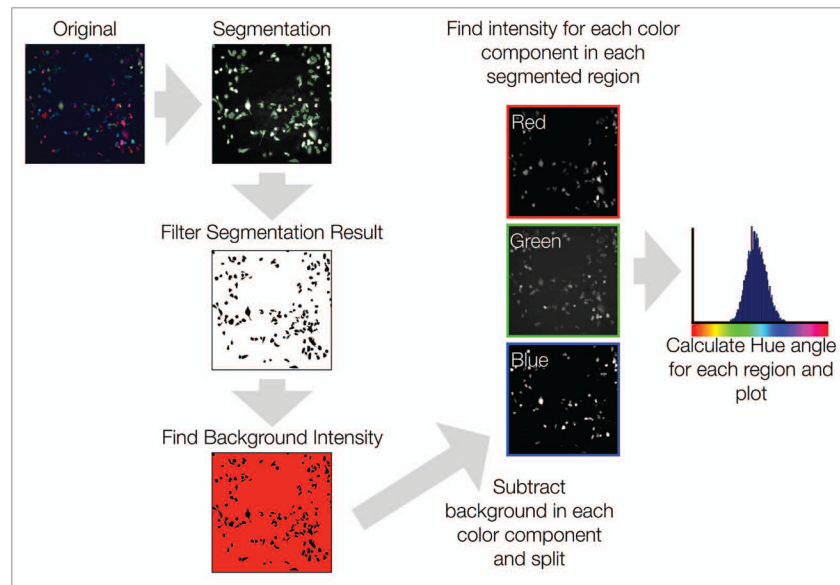 Original
Segmentation
Filter Segmentation Result
Find Background Intensity
Subtract
background in each
color component
and split
Find intensity for each color
component in each
segmented region
Red
Green
Blue
Calculate Hue angle
for each region and
plot